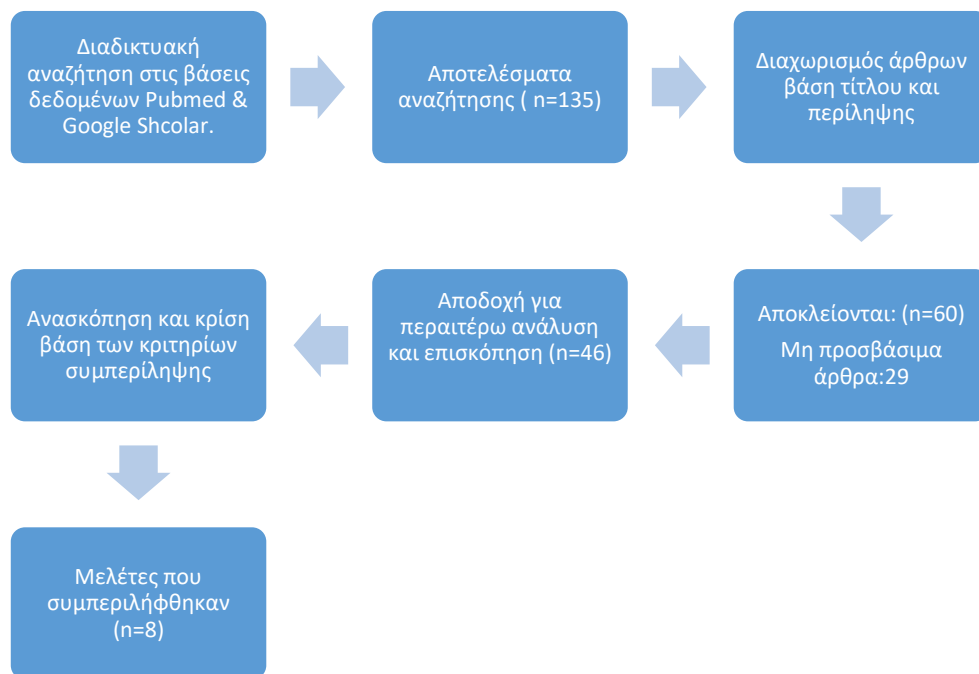 Διαδικτυακή
αναζήτηση στις βάσεις
δεδομένων Pubmed &
Google Shcolar.
Αποτελέσματα
αναζήτησης ( n=135)
Διαχωρισμός άρθρων
βάση τίτλου και
περίληψης
Αποκλείονται: (n=60)
Μη προσβάσιμα
άρθρα:29
Αποδοχή για
περαιτέρω ανάλυση
και επισκόπηση (n=46)
Ανασκόπηση και κρίση
βάση των κριτηρίων
συμπερίληψης
Μελέτες που
συμπεριλήφθηκαν
(n=8)